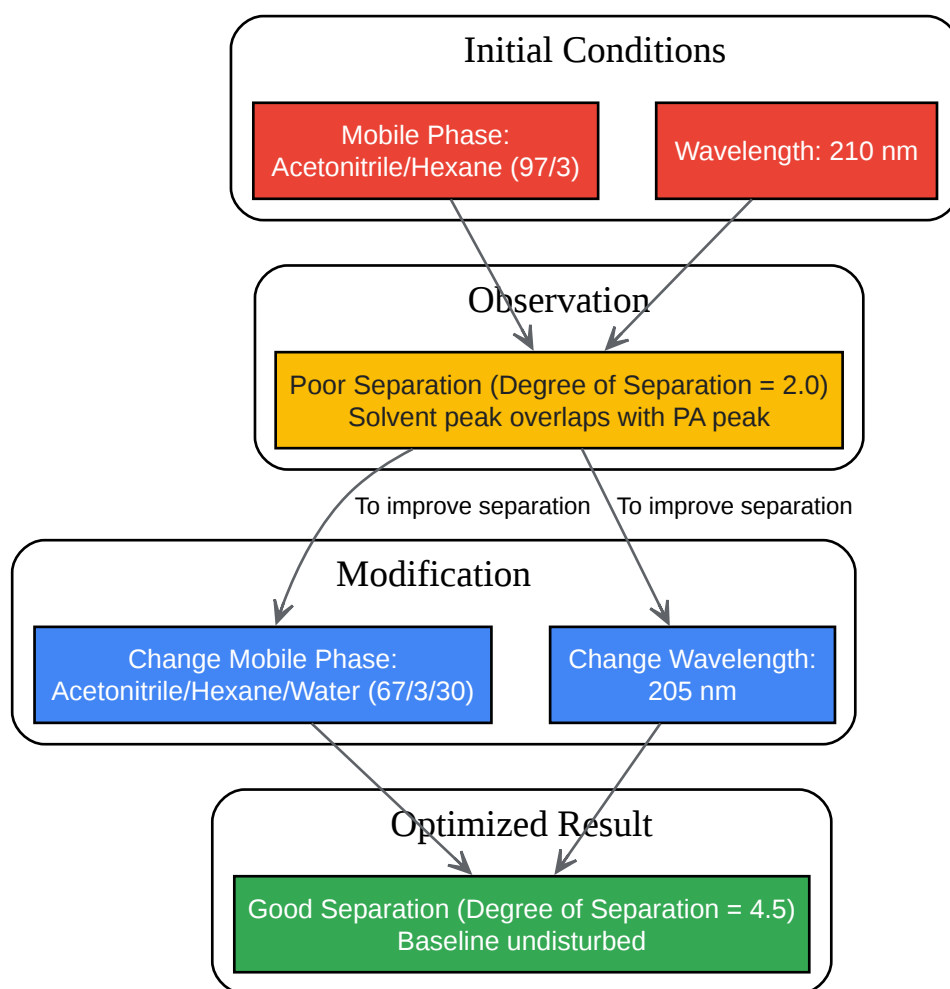 Initial Conditions
Mobile Phase:
Acetonitrile/Hexane (97/3)
Wavelength: 210 nm
Observation
Poor Separation (Degree of Separation = 2.0)
Solvent peak overlaps with PA peak
To improve separation
To improve separation
Modification
Change Mobile Phase:
Acetonitrile/Hexane/Water (67/3/30)
Change Wavelength:
205 nm
Optimized Result
Good Separation (Degree of Separation = 4.5)
Baseline undisturbed